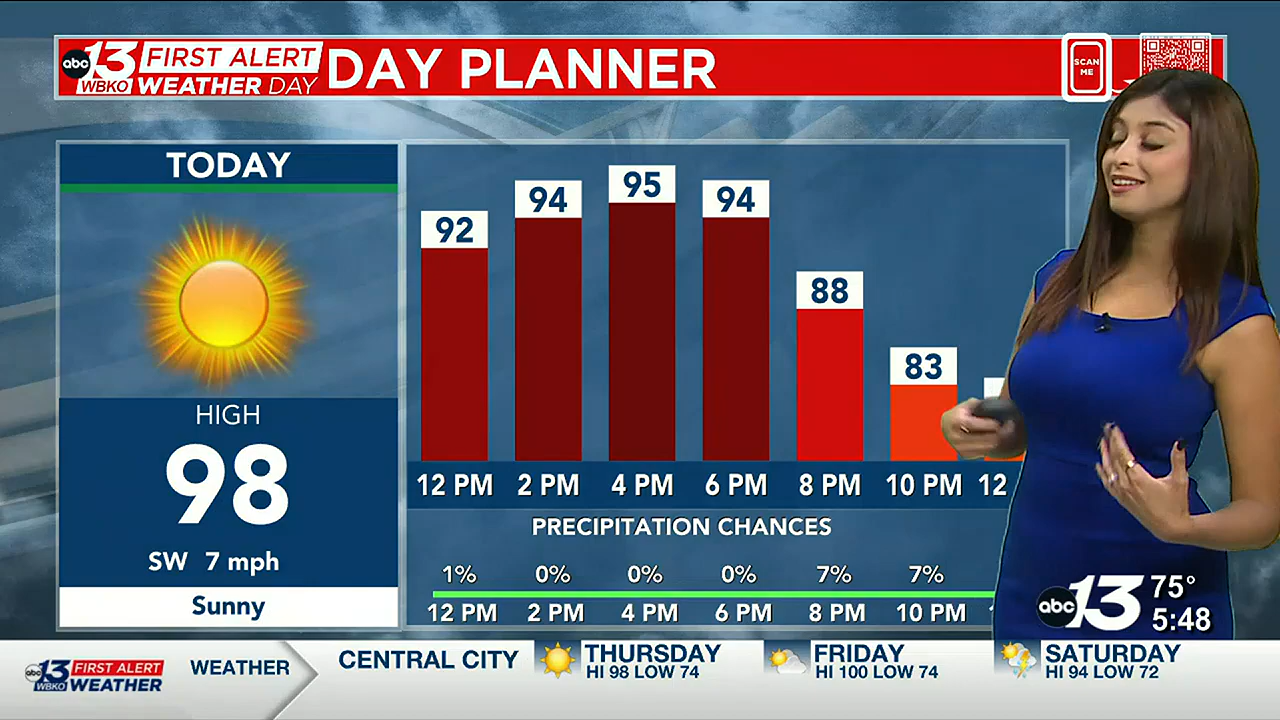 abc 13 WBKO FIRST ALERT WEATHER DAY DAY PLANNER
SCAN ME
TODAY
HIGH
98
SW 7 mph
Sunny
92 94 95 94 88 83
12 PM 2 PM 4 PM 6 PM 8 PM 10 PM 12
PRECIPITATION CHANCES
1% 0% 0% 0% 7% 7%
12 PM 2 PM 4 PM 6 PM 8 PM 10 PM
abc 13 75°
5:48
abc 13 WBKO FIRST ALERT WEATHER
WEATHER
CENTRAL CITY
THURSDAY
HI 98 LOW 74
FRIDAY
HI 100 LOW 74
SATURDAY
HI 94 LOW 72